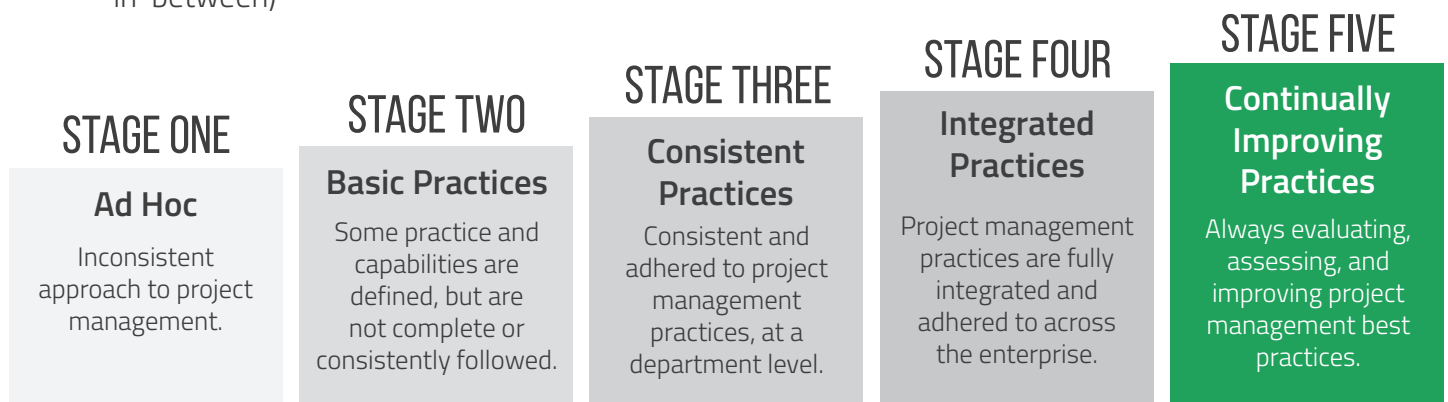 in-between)
STAGE ONE
Ad Hoc
Inconsistent
approach to project
management.
STAGE TWO
Basic Practices
Some practice and
capabilities are
defined, but are
not complete or
consistently followed.
STAGE THREE
Consistent
Practices
Consistent and
adhered to project
management
practices, at a
department level.
STAGE FOUR
Integrated
Practices
Project management
practices are fully
integrated and
adhered to across
the enterprise.
STAGE FIVE
Continually
Improving
Practices
Always evaluating,
assessing, and
improving project
management best
practices.